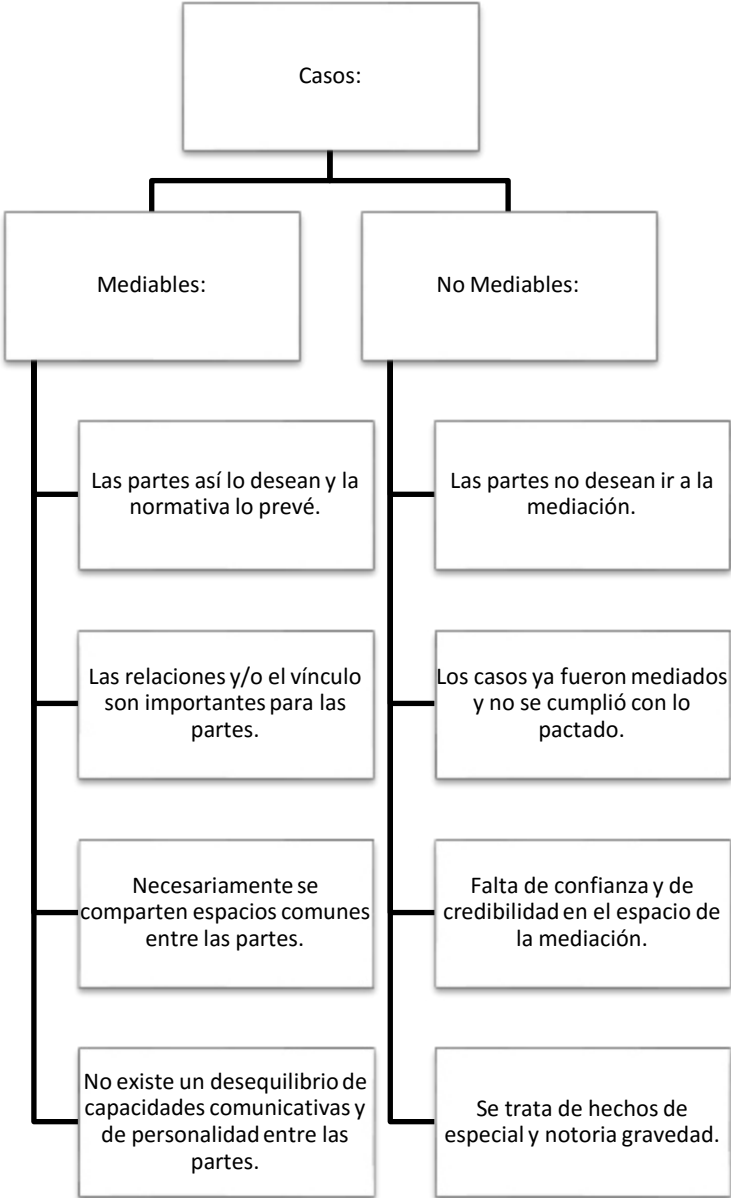 Casos:
Mediables:
No Mediables:
Las partes así lo desean y la
normativa lo prevé.
Las relaciones y/o el vínculo
son importantes para las
partes.
Necesariamente se
comparten espacios comunes
entre las partes.
No existe un desequilibrio de
capacidades comunicativas y
de personalidad entre las
partes.
Las partes no desean ir a la
mediación.
Los casos ya fueron mediados
y no se cumplió con lo
pactado.
Falta de confianza y de
credibilidad en el espacio de
la mediación.
Se trata de hechos de
especial y notoria gravedad.